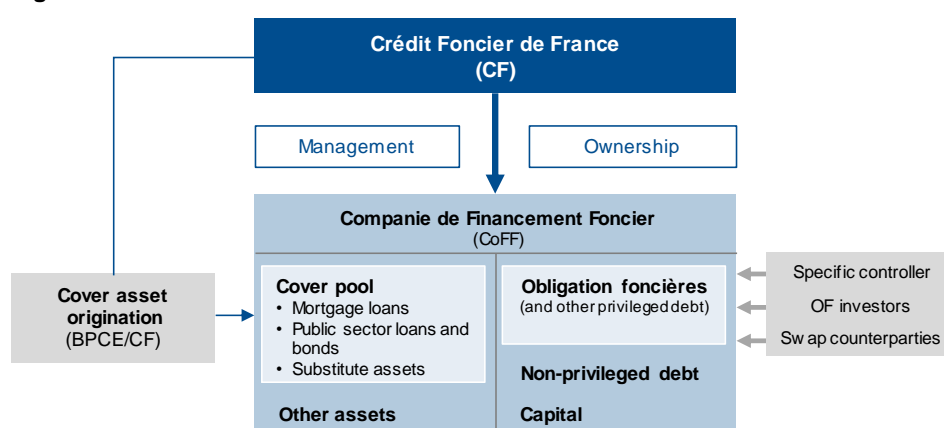 Crédit Foncier de France
(CF)
Management
Ownership
Companie de Financement Foncier
(CoFF)
Cover asset
origination
(BPCE/CF)
Cover pool
• Mortgage loans
• Public sector loans and
bonds
• Substitute assets
Other assets
Obligation foncières
(and other privileged debt)
Non-privileged debt
Capital
Specific controller
OF investors
Swap counterparties